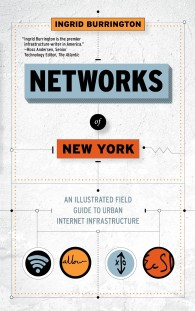 INGRID BURRINGTON
"Ingrid Burrington is the premier
infrastructure writer in America."
—Ross Andersen, Senior
Technology Editor, The Atlantic
NETWORKS
of
NEW YORK
AN ILLUSTRATED FIELD
GUIDE TO URBAN
INTERNET INFRASTRUCTURE